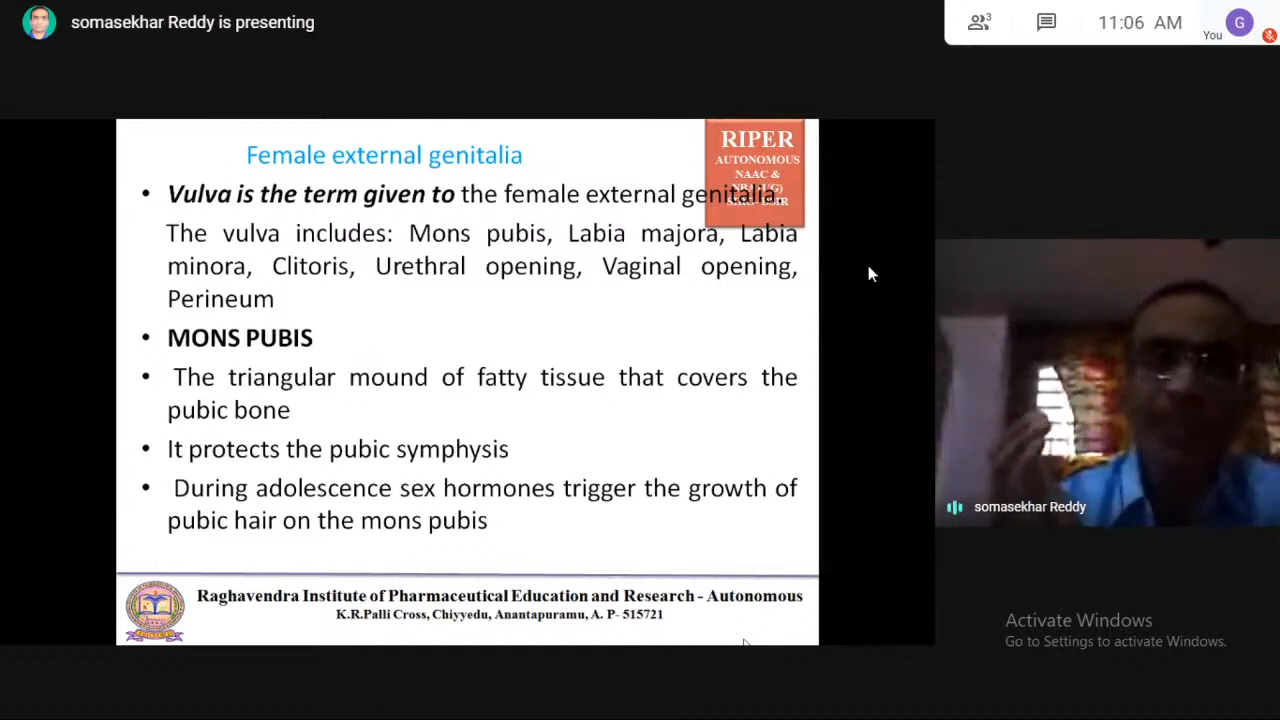 somasekhar Reddy is presenting
3
11:06 AM
You
G
Female external genitalia
RIPER
AUTONOMOUS
NAAC &
• Vulva is the term given to the female external genitalia.
The vulva includes: Mons pubis, Labia majora, Labia
minora, Clitoris, Urethral opening, Vaginal opening,
Perineum
• MONS PUBIS
• The triangular mound of fatty tissue that covers the
pubic bone
• It protects the pubic symphysis
• During adolescence sex hormones trigger the growth of
pubic hair on the mons pubis
somasekhar Reddy
Raghavendra Institute of Pharmaceutical Education and Research - Autonomous
K.R.Palli Cross, Chiyyedu, Anantapuramu, A. P- 515721
Activate Windows
Go to Settings to activate Windows.